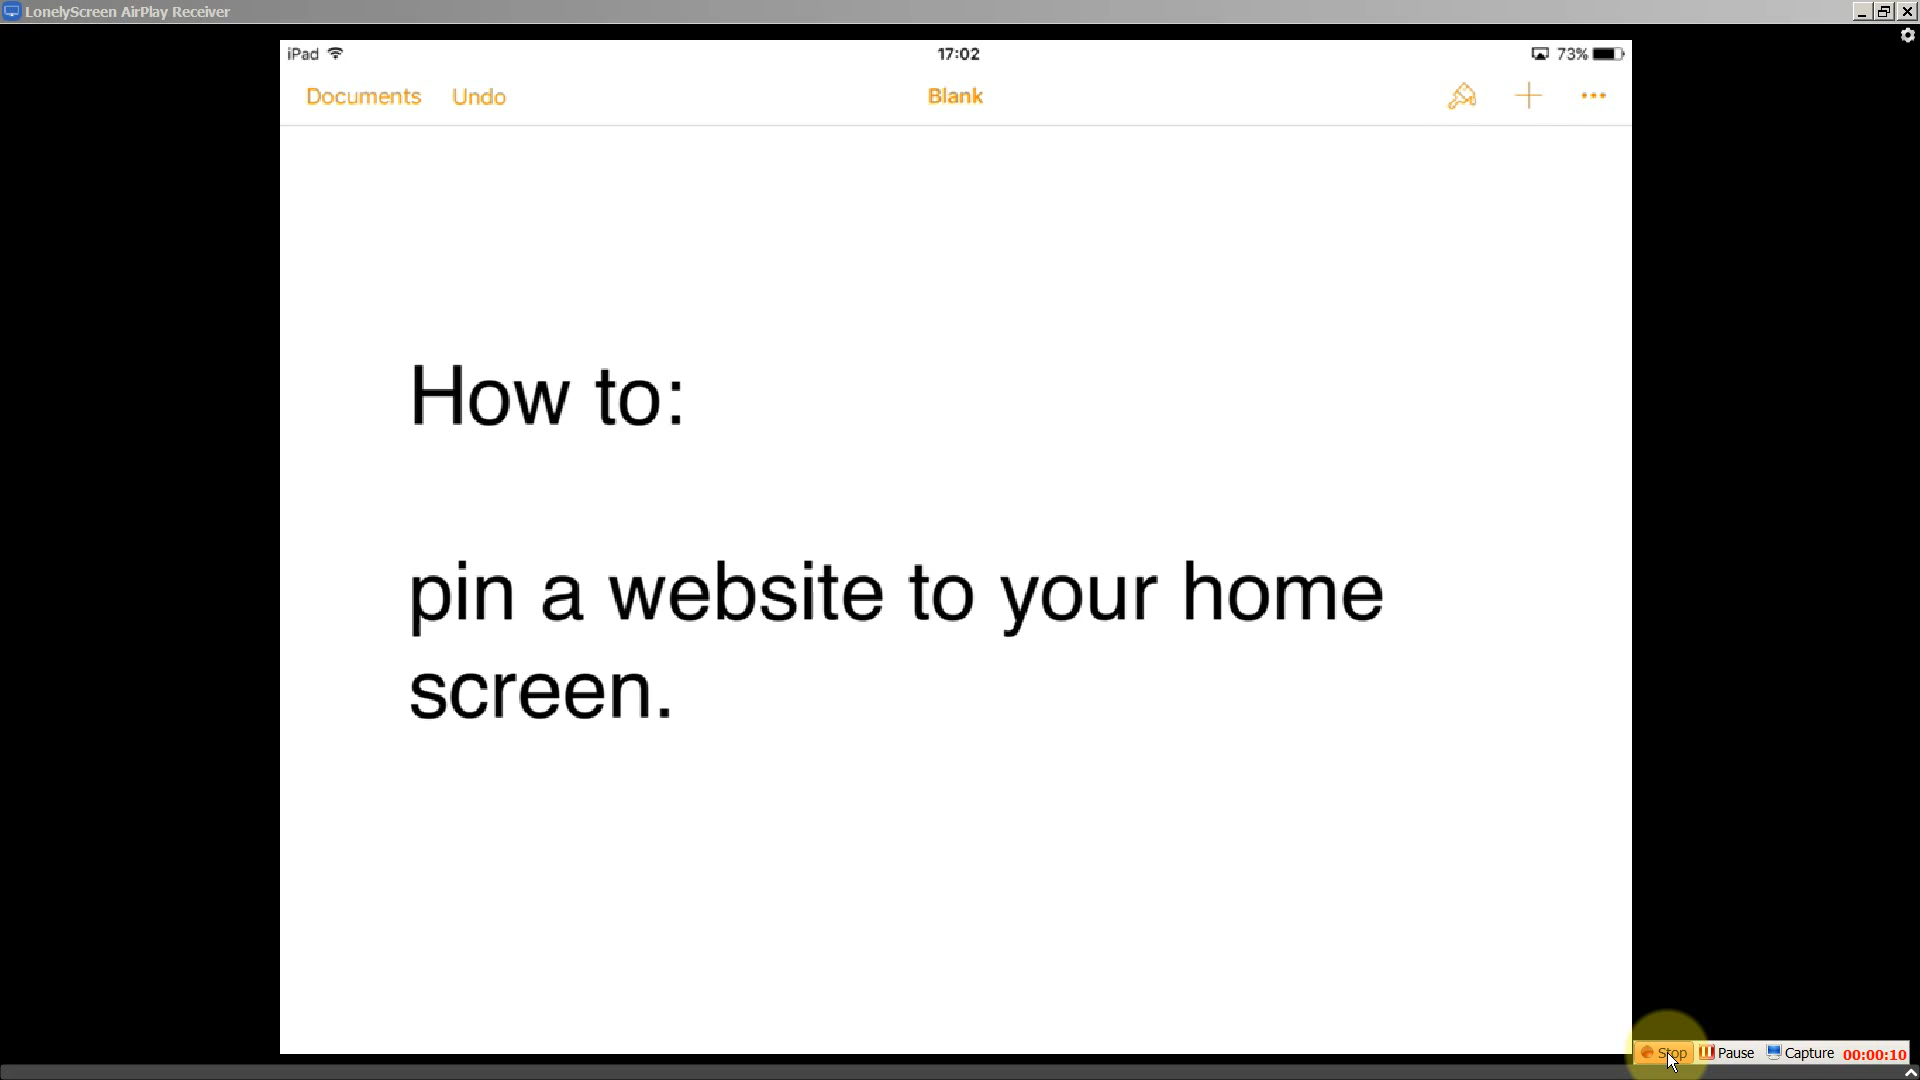 LonelyScreen AirPlay Receiver
iPad 17:02 73%
Documents Undo Blank
How to:
pin a website to your home
screen.
Stop Pause Capture 00:00:10